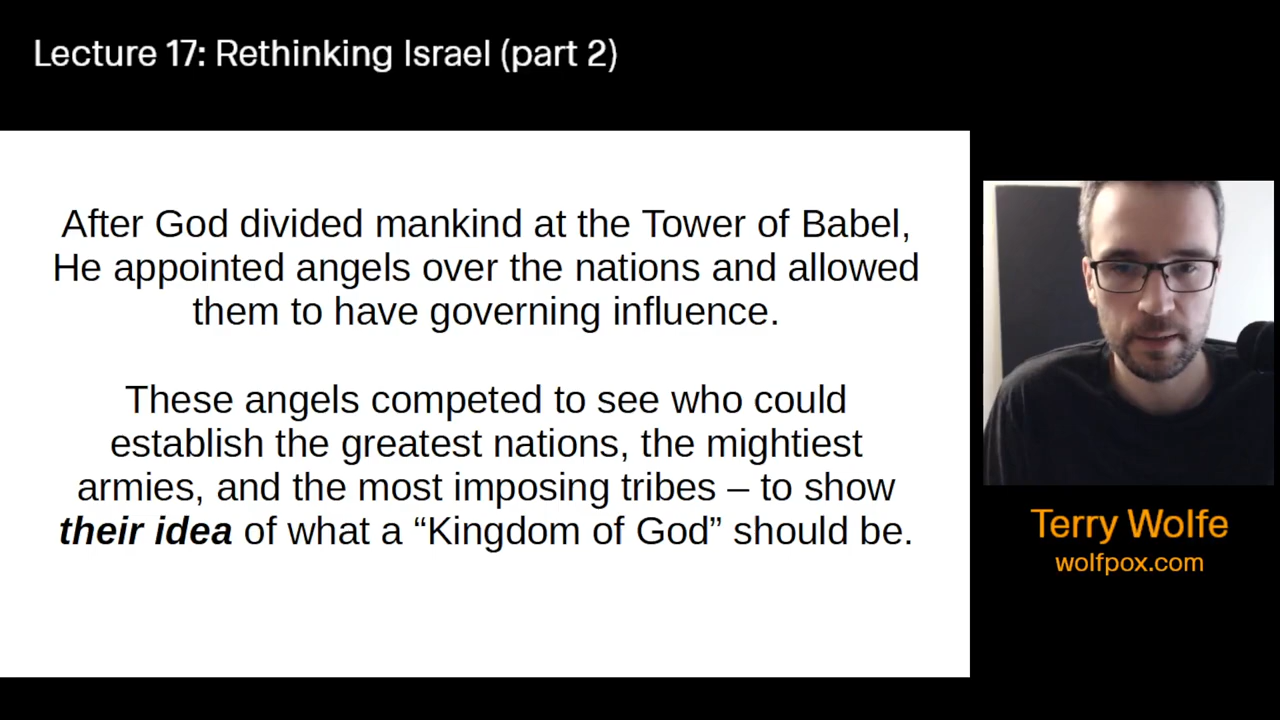 Lecture 17: Rethinking Israel (part 2)
After God divided mankind at the Tower of Babel,
He appointed angels over the nations and allowed
them to have governing influence.
These angels competed to see who could
establish the greatest nations, the mightiest
armies, and the most imposing tribes – to show
their idea of what a “Kingdom of God” should be.
Terry Wolfe
wolfpox.com